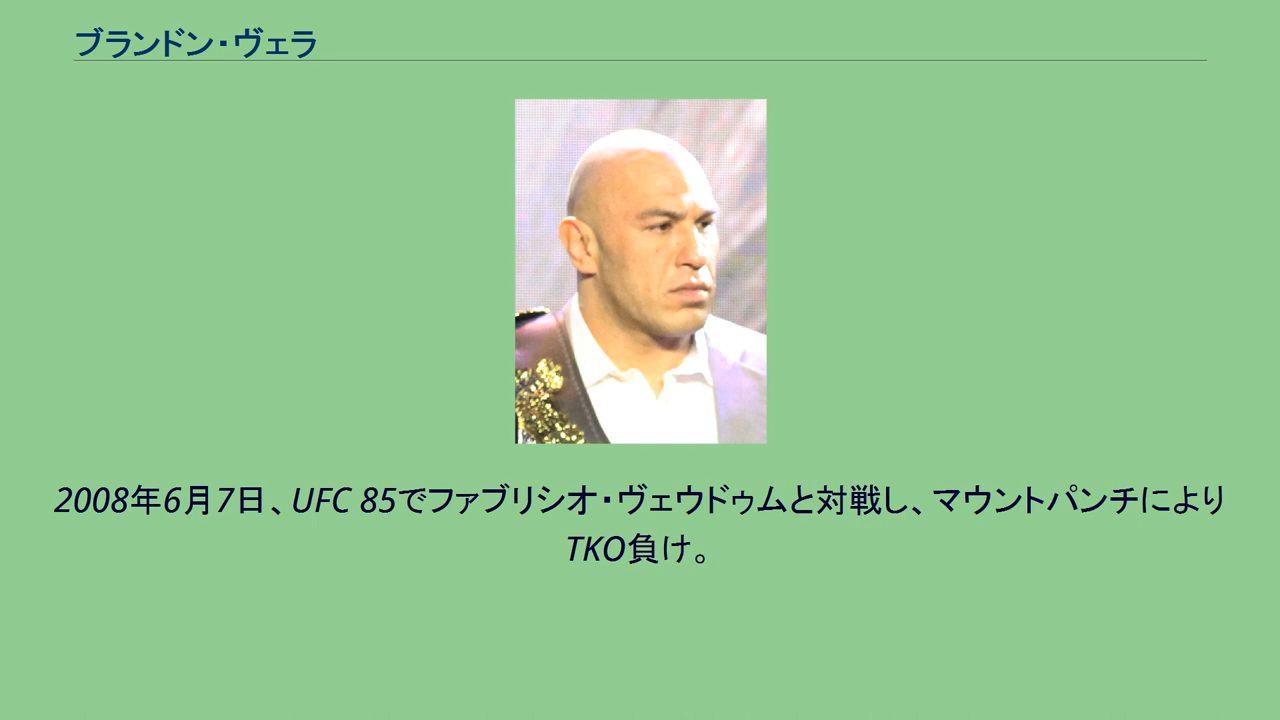 ブランドン・ヴェラ
2008年6月7日、UFC 85でファブリシオ・ヴェウドゥムと対戦し、マウントパンチにより
TKO負け。